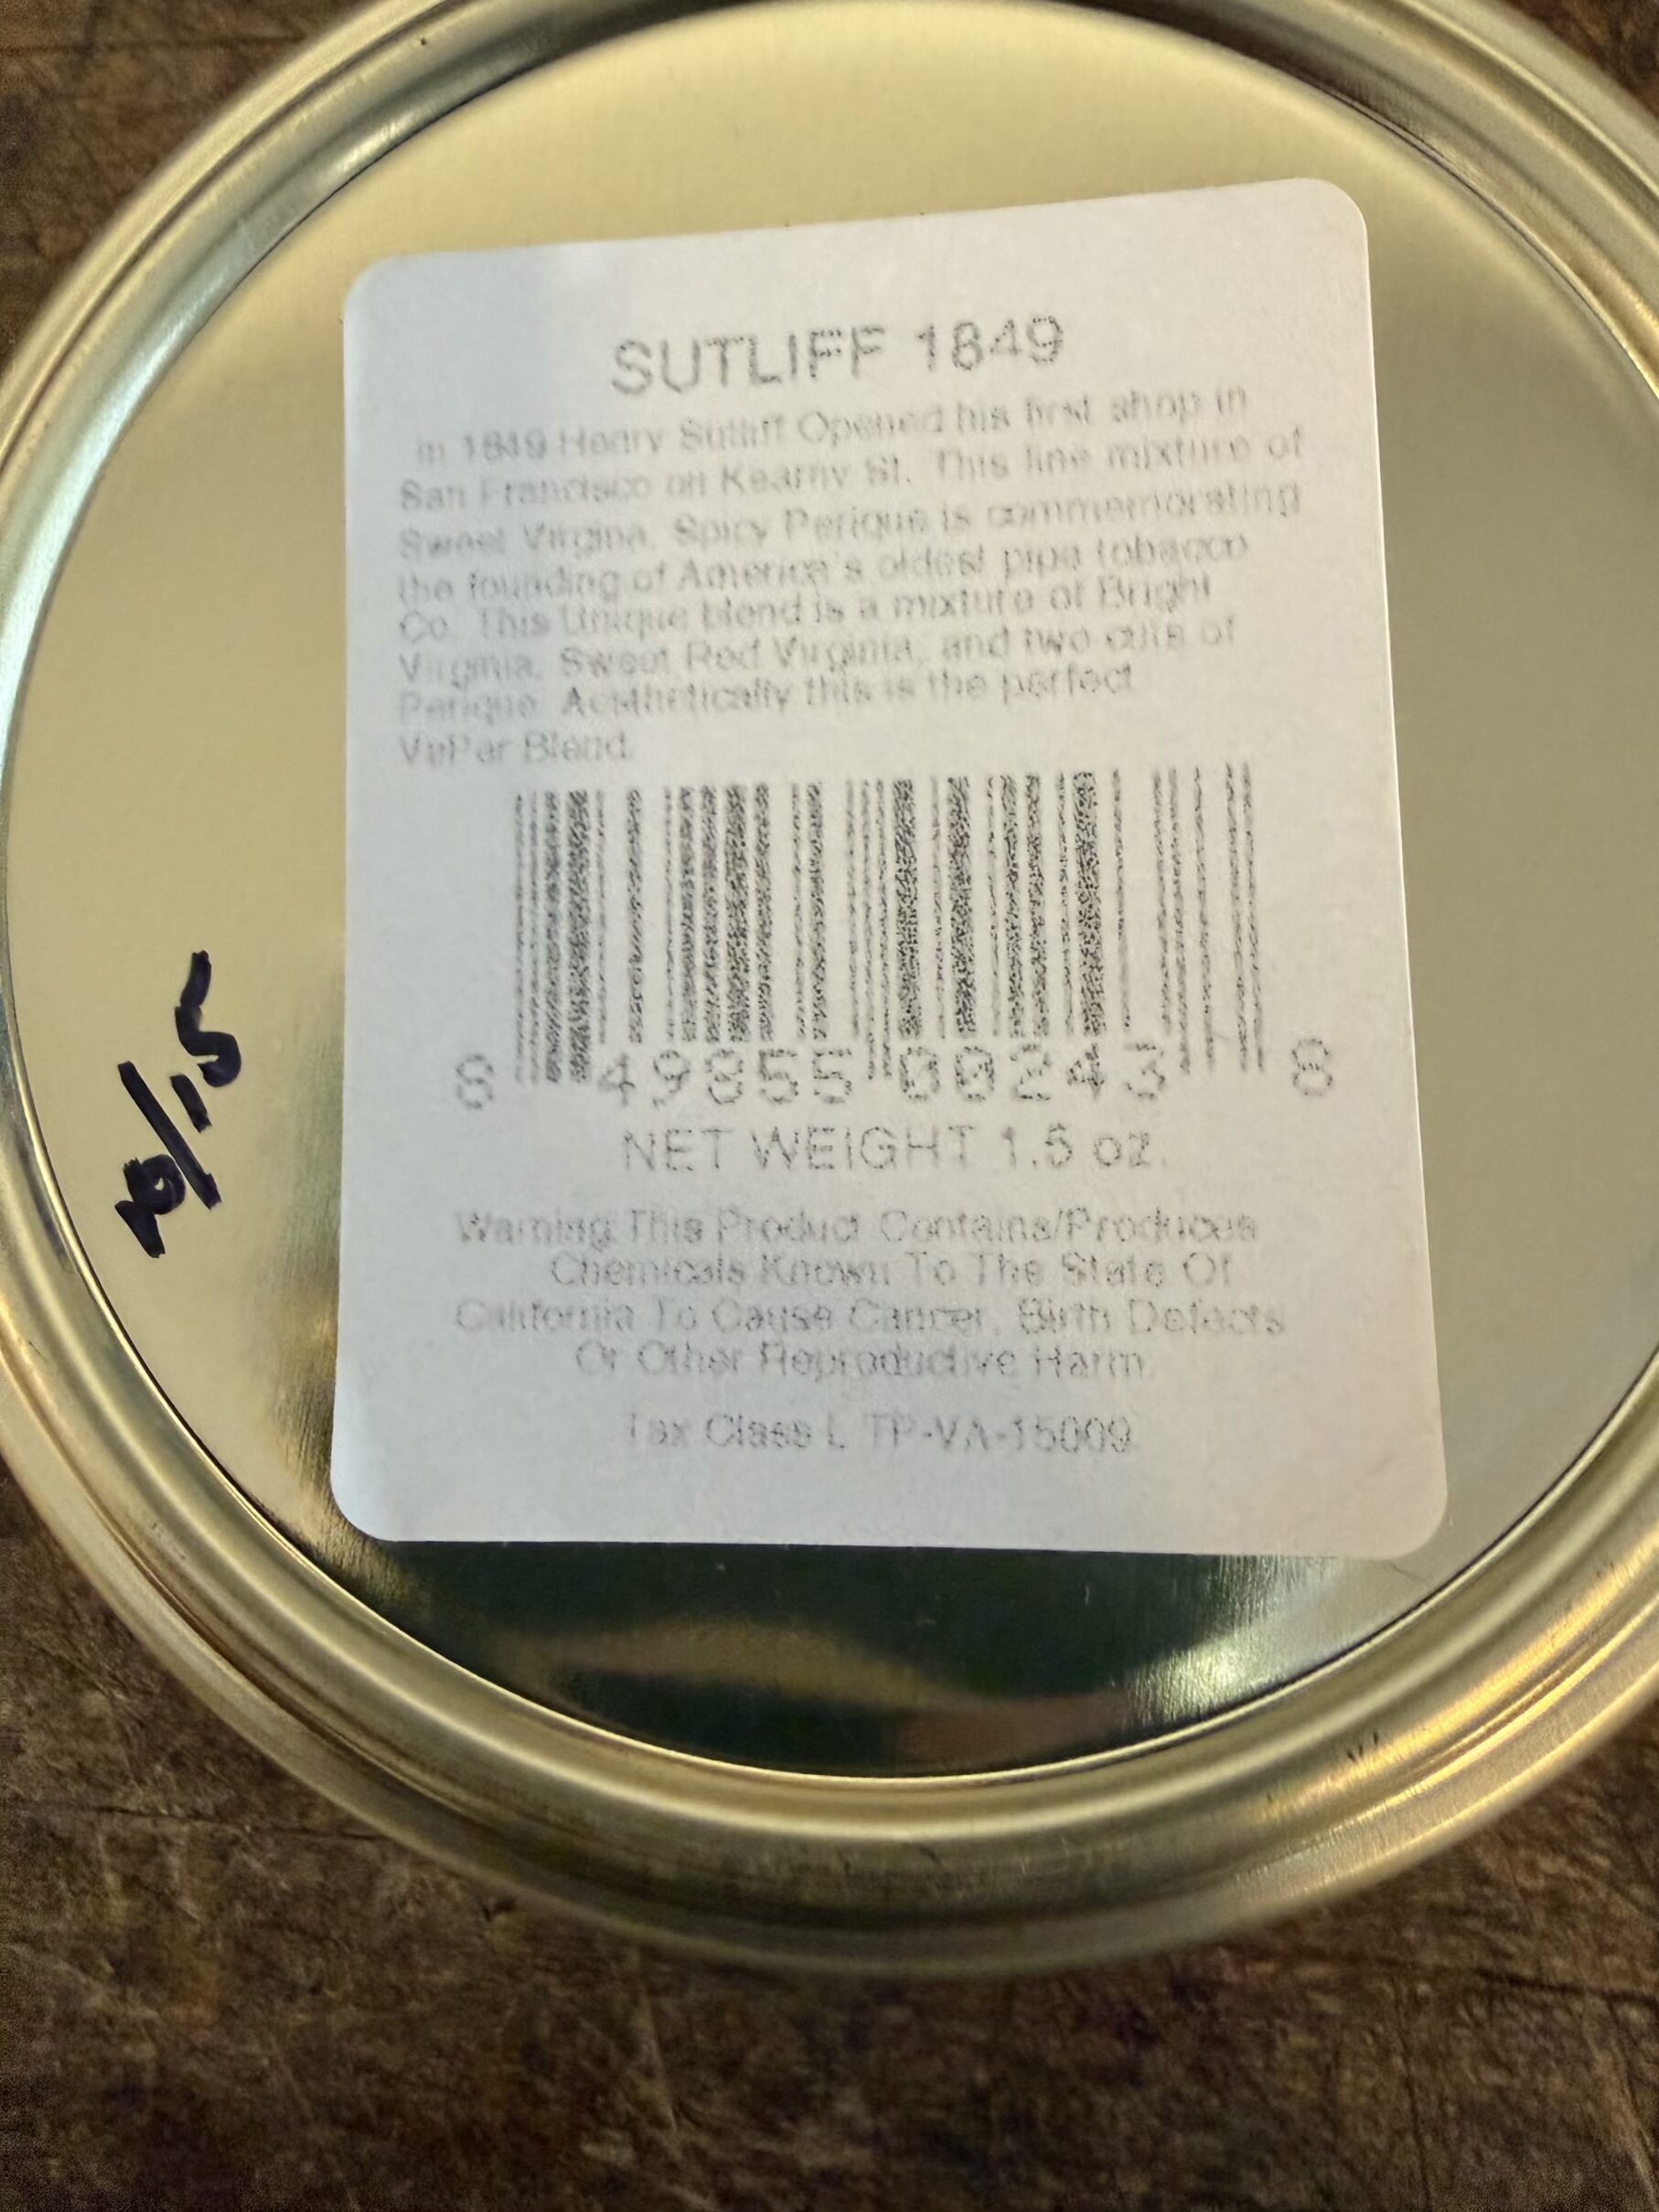 SUTLIFF 1849
In 1849 Henry Sutliff Opened his first shop in
San Francisco on Kearny St. This fine mixture of
Sweet Virgina, Spicy Perique is commemorating
the founding of America's oldest pipe tobacco
Co. This Unique blend is a mixture of Bright
Virginia, Sweet Red Virginia, and two cuts of
Perique. Aesthetically this is the perfect
VaPer Blend.
8 49855 00243 8
NET WEIGHT 1.5 oz.
Warning: This Product Contains/Produces
Chemicals Known To The State Of
California To Cause Cancer, Birth Defects
Or Other Reproductive Harm.
Tax Class L TP-VA-15009